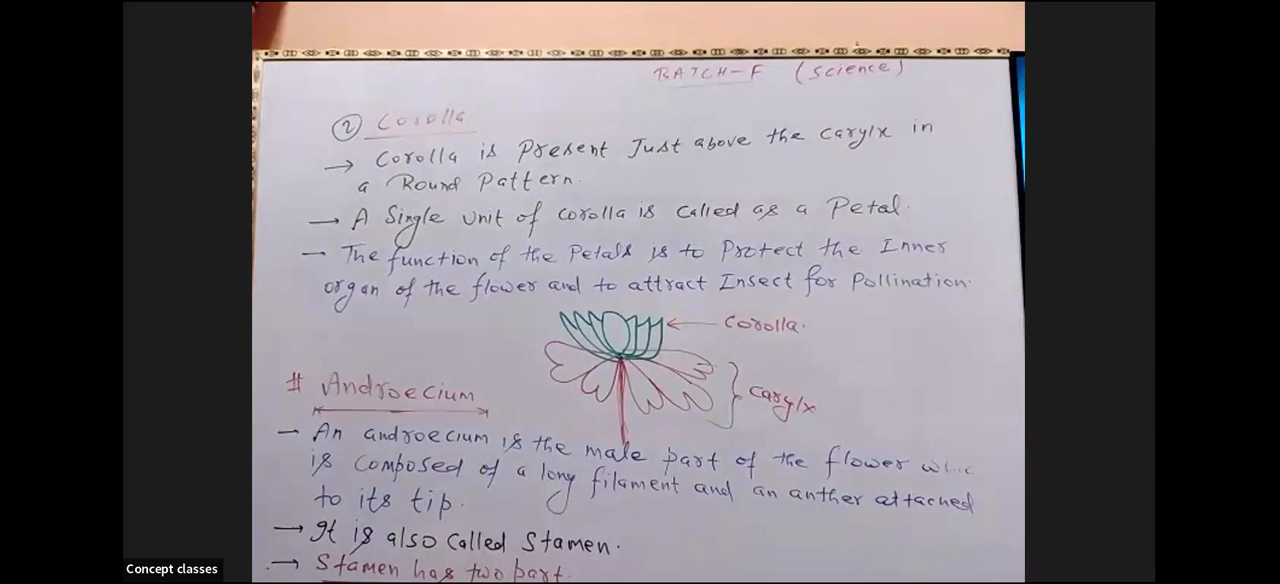 BATCH-F (Science)
② Corolla
→ Corolla is Present Just above the Carylx in
a Round Pattern.
→ A Single unit of corolla is called as a Petal.
→ The function of the Petals is to Protect the Inner
organ of the flower and to attract Insect for Pollination.
← Corolla.
Carylx
# Androecium
→ An androecium is the male part of the flower
is composed of a long filament and an anther attached
to its tip.
→ It is also called Stamen.
→ Stamen has two part.
Concept classes